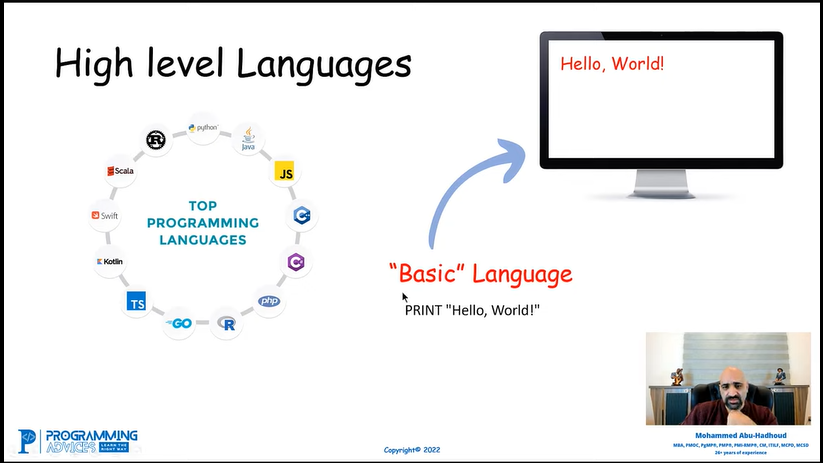 High level Languages
Hello, World!
python
Java
JS
Scala
Swift
Kotlin
TS
GO
R
php
C
C
TOP
PROGRAMMING
LANGUAGES
"Basic" Language
PRINT "Hello, World!"
PROGRAMMING
ADVICES
LEARN THE
RIGHT WAY
Copyright© 2022
Mohammed Abu-Hadhoud
MBA, PMOC, PgMP®, PMP®, PMI-RMP®, CM, ITILF, MCPD, MCSD
26+ years of experience